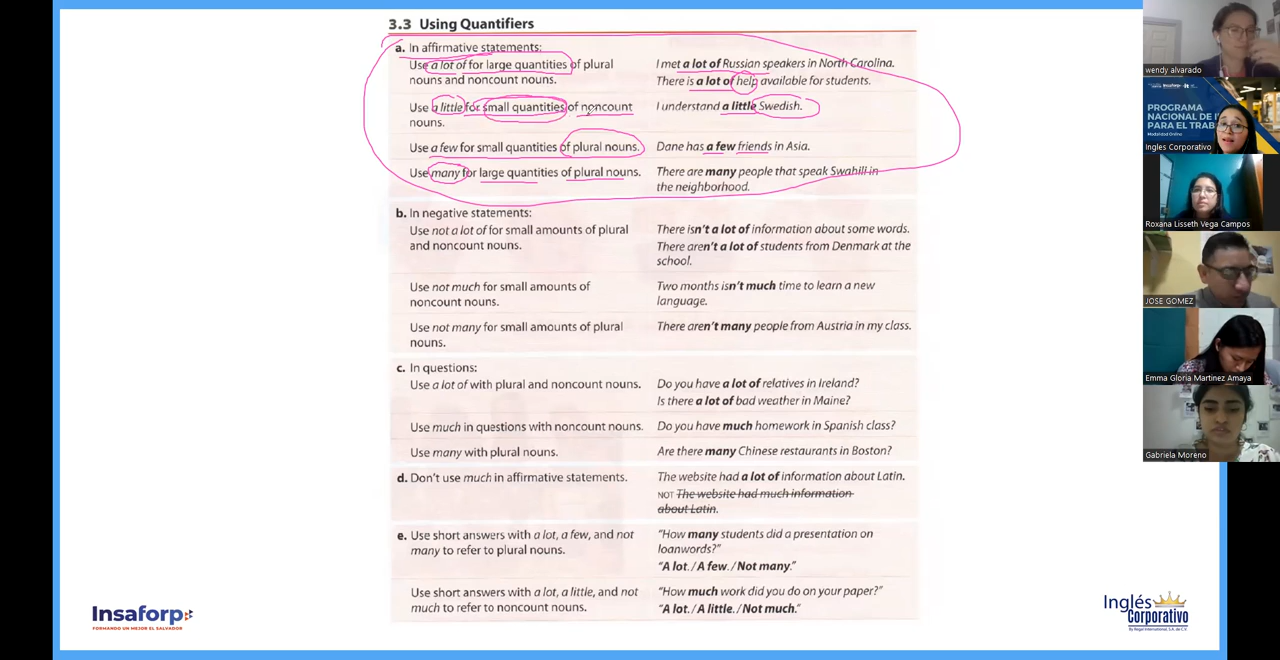 3.3 Using Quantifiers
a. In affirmative statements:
Use a lot of for large quantities of plural
nouns and noncount nouns.
I met a lot of Russian speakers in North Carolina.
There is a lot of help available for students.
Use a little for small quantities of noncount
nouns.
I understand a little Swedish.
Use a few for small quantities of plural nouns.
Dane has a few friends in Asia.
Use many for large quantities of plural nouns.
There are many people that speak Swahili in
the neighborhood.
b. In negative statements:
Use not a lot of for small amounts of plural
and noncount nouns.
There isn't a lot of information about some words.
There aren't a lot of students from Denmark at the
school.
Use not much for small amounts of
noncount nouns.
Two months isn't much time to learn a new
language.
Use not many for small amounts of plural
nouns.
There aren't many people from Austria in my class.
c. In questions:
Use a lot of with plural and noncount nouns.
Do you have a lot of relatives in Ireland?
Is there a lot of bad weather in Maine?
Use much in questions with noncount nouns.
Do you have much homework in Spanish class?
Use many with plural nouns.
Are there many Chinese restaurants in Boston?
d. Don't use much in affirmative statements.
The website had a lot of information about Latin.
NOT The website had much information
about Latin.
e. Use short answers with a lot, a few, and not
many to refer to plural nouns.
"How many students did a presentation on
loanwords?"
"A lot. / A few. / Not many."
Use short answers with a lot, a little, and not
much to refer to noncount nouns.
"How much work did you do on your paper?"
"A lot. / A little. / Not much."
Insaforp
FORMANDO UN MEJOR EL SALVADOR
Inglés
Corporativo
wendy alvarado
PROGRAMA
NACIONAL DE
PARA EL TRAB
Modalidad Online
Ingles Corporativo
Roxana Lisseth Vega Campos
JOSE GOMEZ
Emma Gloria Martinez Amaya
Gabriela Moreno